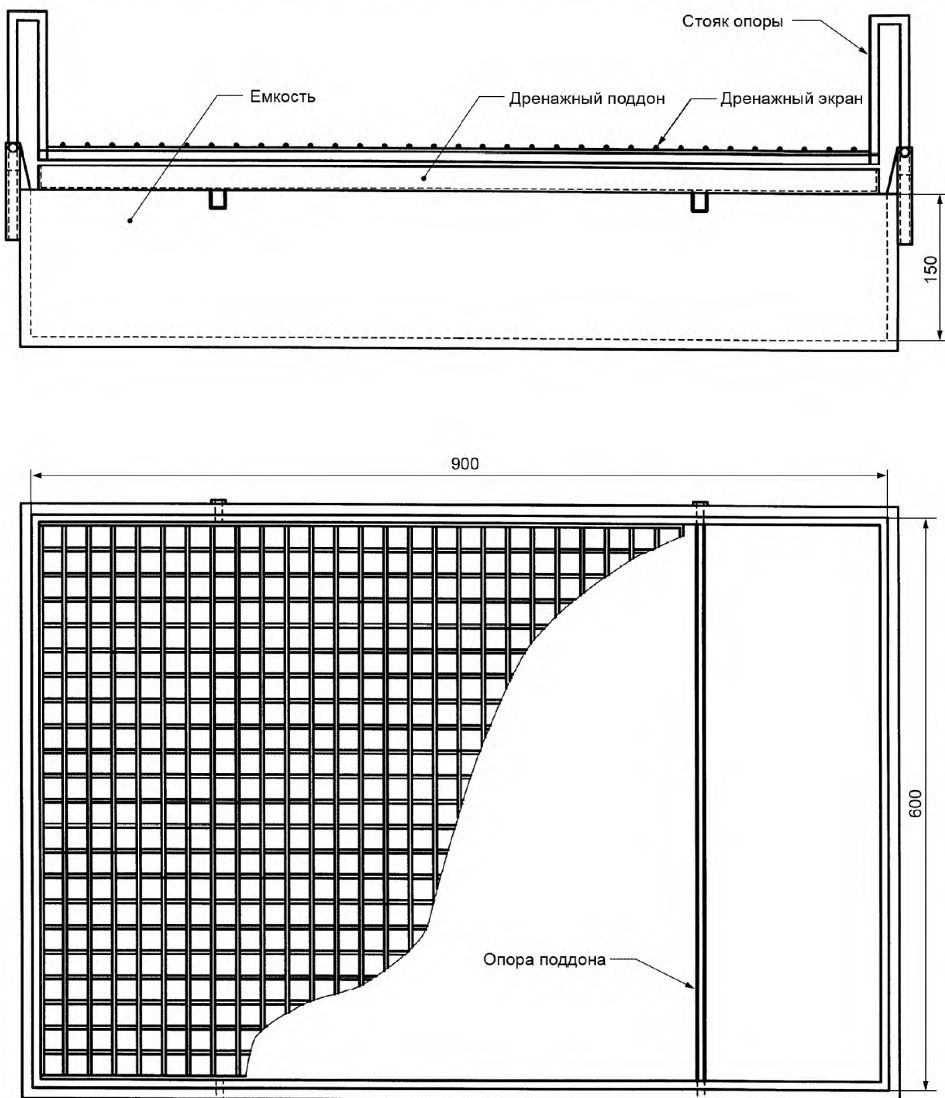 Стояк опоры
Емкость
Дренажный поддон
Дренажный экран
150
900
600
Опора поддона